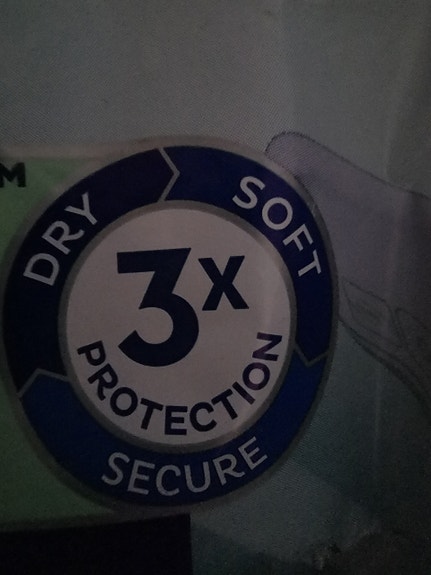 M
DRY
SOFT
3x
PROTECTION
SECURE